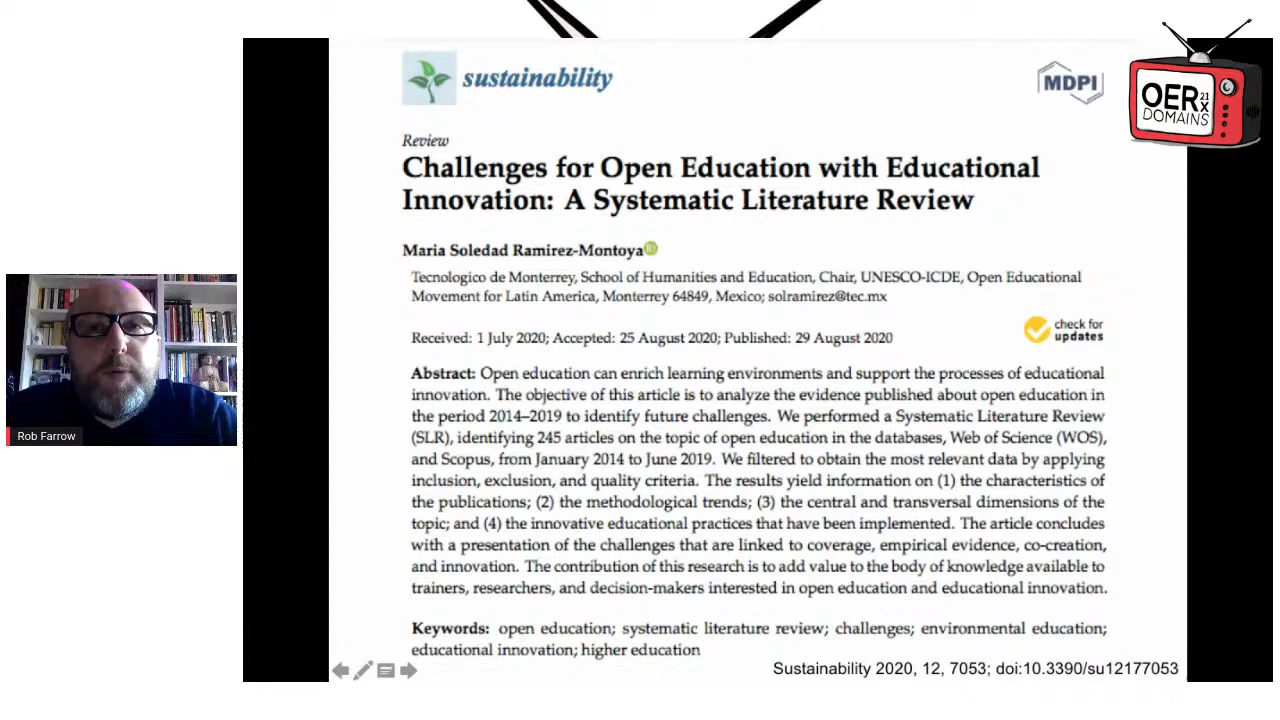 sustainability
MDPI
OER 21
x
DOMAINS
Review
Challenges for Open Education with Educational
Innovation: A Systematic Literature Review
Maria Soledad Ramirez-Montoya
iD
Tecnologico de Monterrey, School of Humanities and Education, Chair, UNESCO-ICDE, Open Educational
Movement for Latin America, Monterrey 64849, Mexico; solramirez@tec.mx
Received: 1 July 2020; Accepted: 25 August 2020; Published: 29 August 2020
check for
updates
Abstract: Open education can enrich learning environments and support the processes of educational
innovation. The objective of this article is to analyze the evidence published about open education in
the period 2014–2019 to identify future challenges. We performed a Systematic Literature Review
(SLR), identifying 245 articles on the topic of open education in the databases, Web of Science (WOS),
and Scopus, from January 2014 to June 2019. We filtered to obtain the most relevant data by applying
inclusion, exclusion, and quality criteria. The results yield information on (1) the characteristics of
the publications; (2) the methodological trends; (3) the central and transversal dimensions of the
topic; and (4) the innovative educational practices that have been implemented. The article concludes
with a presentation of the challenges that are linked to coverage, empirical evidence, co-creation,
and innovation. The contribution of this research is to add value to the body of knowledge available to
trainers, researchers, and decision-makers interested in open education and educational innovation.
Keywords: open education; systematic literature review; challenges; environmental education;
educational innovation; higher education
Sustainability 2020, 12, 7053; doi:10.3390/su12177053
Rob Farrow